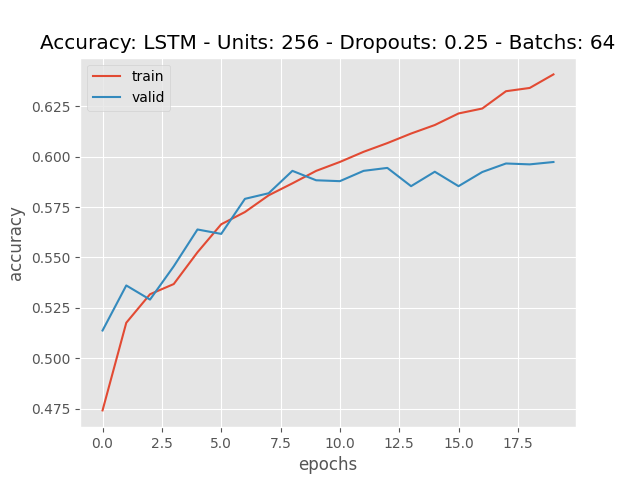 Accuracy: LSTM - Units: 256 - Dropouts: 0.25 - Batchs: 64
train
valid
0.625
0.600
0.575
0.550
0.525
0.500
0.475
accuracy
0.0 2.5 5.0 7.5 10.0 12.5 15.0 17.5
epochs